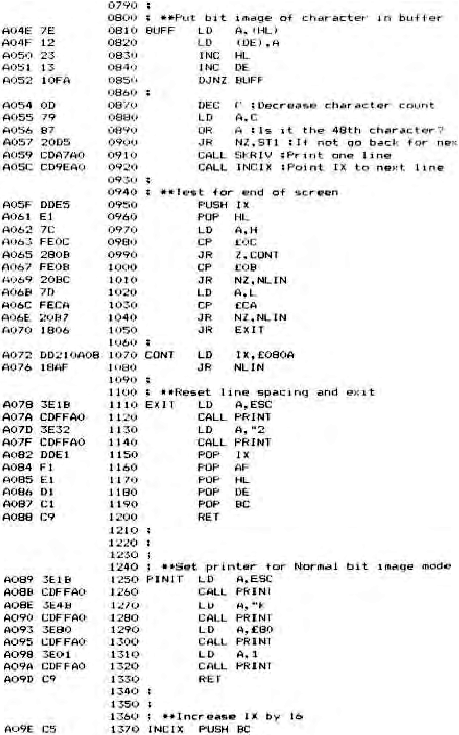 0790 ;
0800 ; **Put bit image of character in buffer
A04E 7E 0810 BUFF LD A,(HL)
A04F 12 0820 LD (DE),A
A050 23 0830 INC HL
A051 13 0840 INC DE
A052 10FA 0850 DJNZ BUFF
0860 ;
A054 0D 0870 DEC C ;Decrease character count
A055 79 0880 LD A,C
A056 B7 0890 OR A ;Is it the 48th character?
A057 20D5 0900 JR NZ,ST1 ;If not go back for nex
A059 CDA7A0 0910 CALL SKRIV ;Print one line
A05C CD9EA0 0920 CALL INCIX ;Point IX to next line
0930 ;
0940 ; **Test for end of screen
A05F DDE5 0950 PUSH IX
A061 E1 0960 POP HL
A062 7C 0970 LD A,H
A063 FE0C 0980 CP £0C
A065 280B 0990 JR Z,CONT
A067 FE0B 1000 CP £0B
A069 20BC 1010 JR NZ,NLIN
A06B 7D 1020 LD A,L
A06C FECA 1030 CP £CA
A06E 20B7 1040 JR NZ,NLIN
A070 1806 1050 JR EXIT
1060 ;
A072 DD210A08 1070 CONT LD IX,£080A
A076 18AF 1080 JR NLIN
1090 ;
1100 ; **Reset line spacing and exit
A078 3E1B 1110 EXIT LD A,ESC
A07A CDFFA0 1120 CALL PRINT
A07D 3E32 1130 LD A,"2
A07F CDFFA0 1140 CALL PRINT
A082 DDE1 1150 POP IX
A084 F1 1160 POP AF
A085 E1 1170 POP HL
A086 D1 1180 POP DE
A087 C1 1190 POP BC
A088 C9 1200 RET
1210 ;
1220 ;
1230 ;
1240 ; **Set printer for Normal bit image mode
A089 3E1B 1250 PINIT LD A,ESC
A08B CDFFA0 1260 CALL PRINT
A08E 3E4B 1270 LD A,"K
A090 CDFFA0 1280 CALL PRINT
A093 3E80 1290 LD A,£80
A095 CDFFA0 1300 CALL PRINT
A098 3E01 1310 LD A,1
A09A CDFFA0 1320 CALL PRINT
A09D C9 1330 RET
1340 ;
1350 ;
1360 ; **Increase IX by 16
A09E C5 1370 INCIX PUSH BC